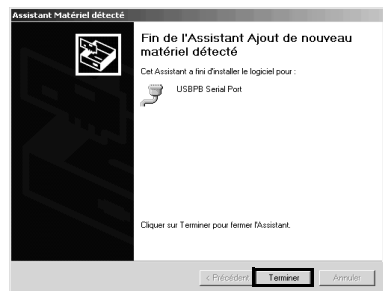 Assistant Matériel détecté
Fin de l'Assistant Ajout de nouveau
matériel détecté
Cet Assistant a fini d'installer le logiciel pour :
USBPB Serial Port
Cliquer sur Terminer pour fermer l'Assistant.
< Précédent Terminer Annuler